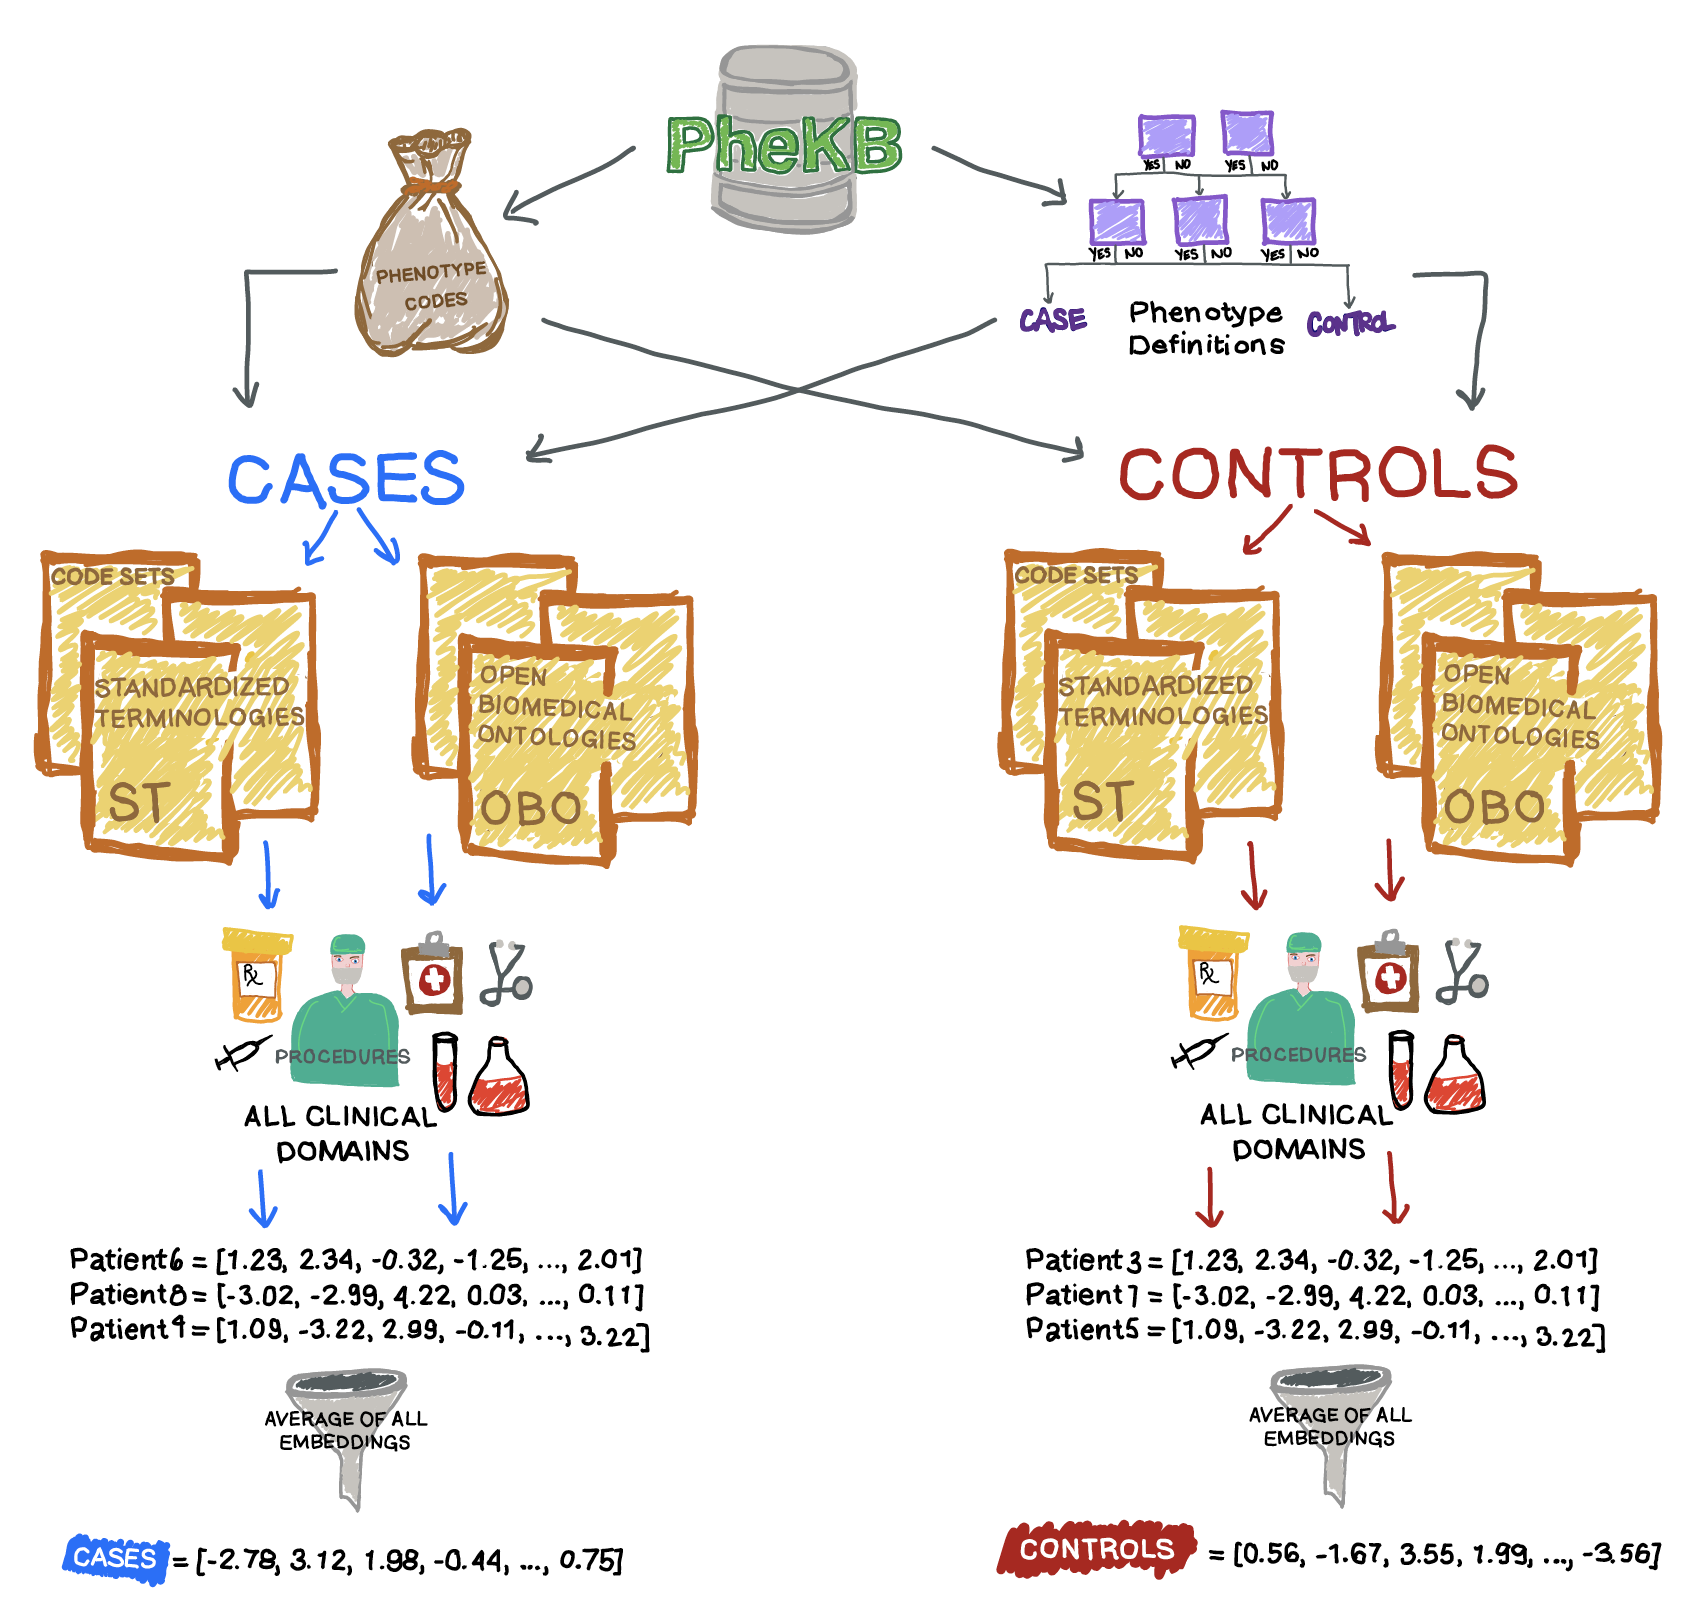 PheKB
YES NO YES NO
YES NO YES NO YES NO
PHENOTYPE
CODES
CASE
Phenotype
Definitions
CONTROL
CASES
CONTROLS
CODE SETS
STANDARDIZED
TERMINOLOGIES
ST
OPEN
BIOMEDICAL
ONTOLOGIES
OBO
CODE SETS
STANDARDIZED
TERMINOLOGIES
ST
OPEN
BIOMEDICAL
ONTOLOGIES
OBO
Rx
PROCEDURES
ALL CLINICAL
DOMAINS
Rx
PROCEDURES
ALL CLINICAL
DOMAINS
Patient6 = [1.23, 2.34, -0.32, -1.25, ..., 2.01]
Patient8 = [-3.02, -2.99, 4.22, 0.03, ..., 0.11]
Patient9 = [1.09, -3.22, 2.99, -0.11, ..., 3.22]
Patient3 = [1.23, 2.34, -0.32, -1.25, ..., 2.01]
Patient7 = [-3.02, -2.99, 4.22, 0.03, ..., 0.11]
Patient5 = [1.09, -3.22, 2.99, -0.11, ..., 3.22]
AVERAGE OF ALL
EMBEDDINGS
AVERAGE OF ALL
EMBEDDINGS
CASES = [-2.78, 3.12, 1.98, -0.44, ..., 0.75]
CONTROLS = [0.56, -1.67, 3.55, 1.99, ..., -3.56]